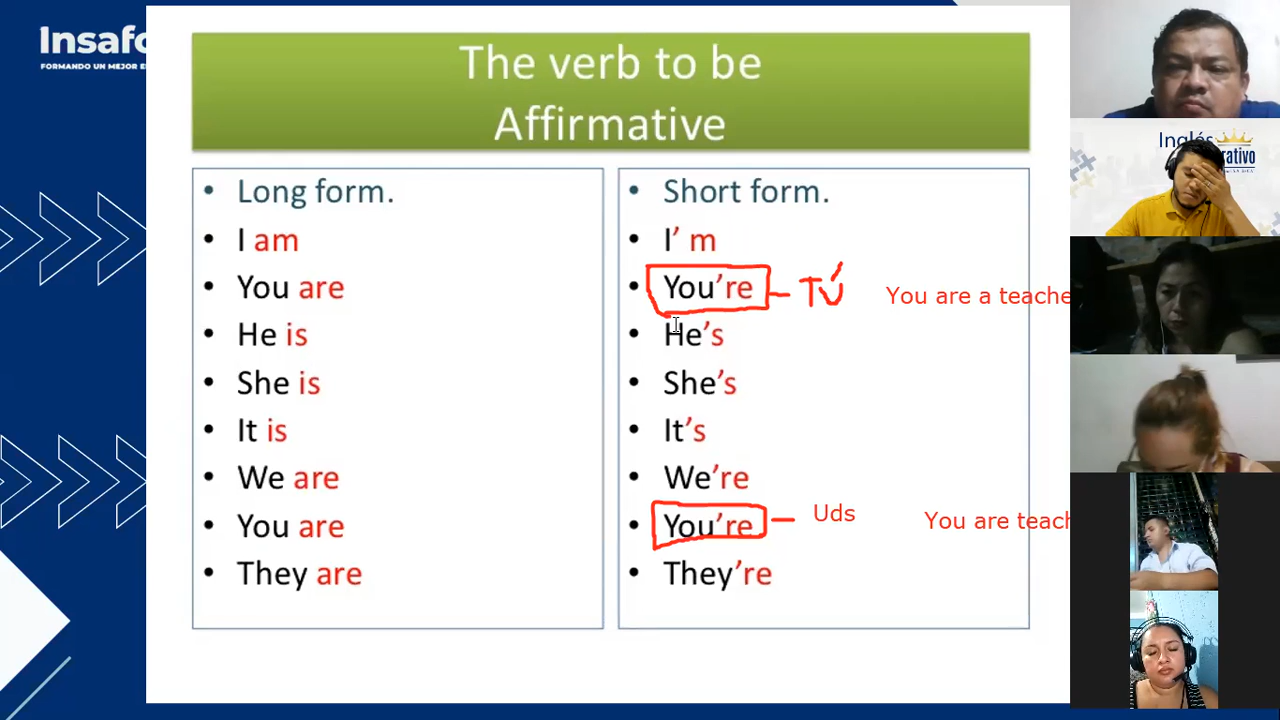 Insafo
FORMANDO UN MEJOR E
The verb to be
Affirmative
• Long form.
• I am
• You are
• He is
• She is
• It is
• We are
• You are
• They are
• Short form.
• I’ m
• You’re – TÚ You are a teache
• He’s
• She’s
• It’s
• We’re
• You’re – Uds You are teach
• They’re
Inglés
rativo